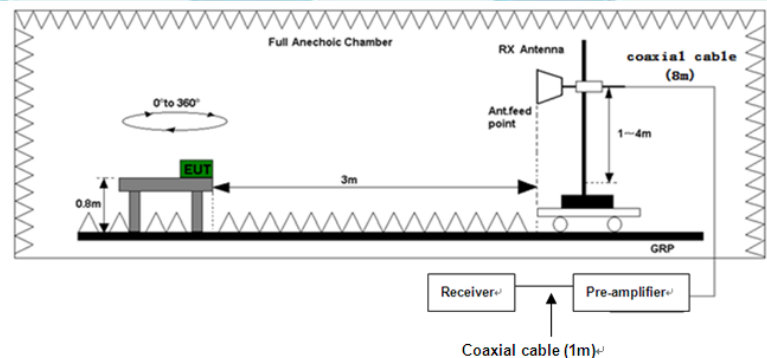 Full Anechoic Chamber
RX Antenna
coaxial cable
(8m)
0°to 360°
Ant.feed
point
1—4m
EUT
3m
0.8m
GRP
Receiver↵
Pre-amplifier↵
Coaxial cable (1m)↵